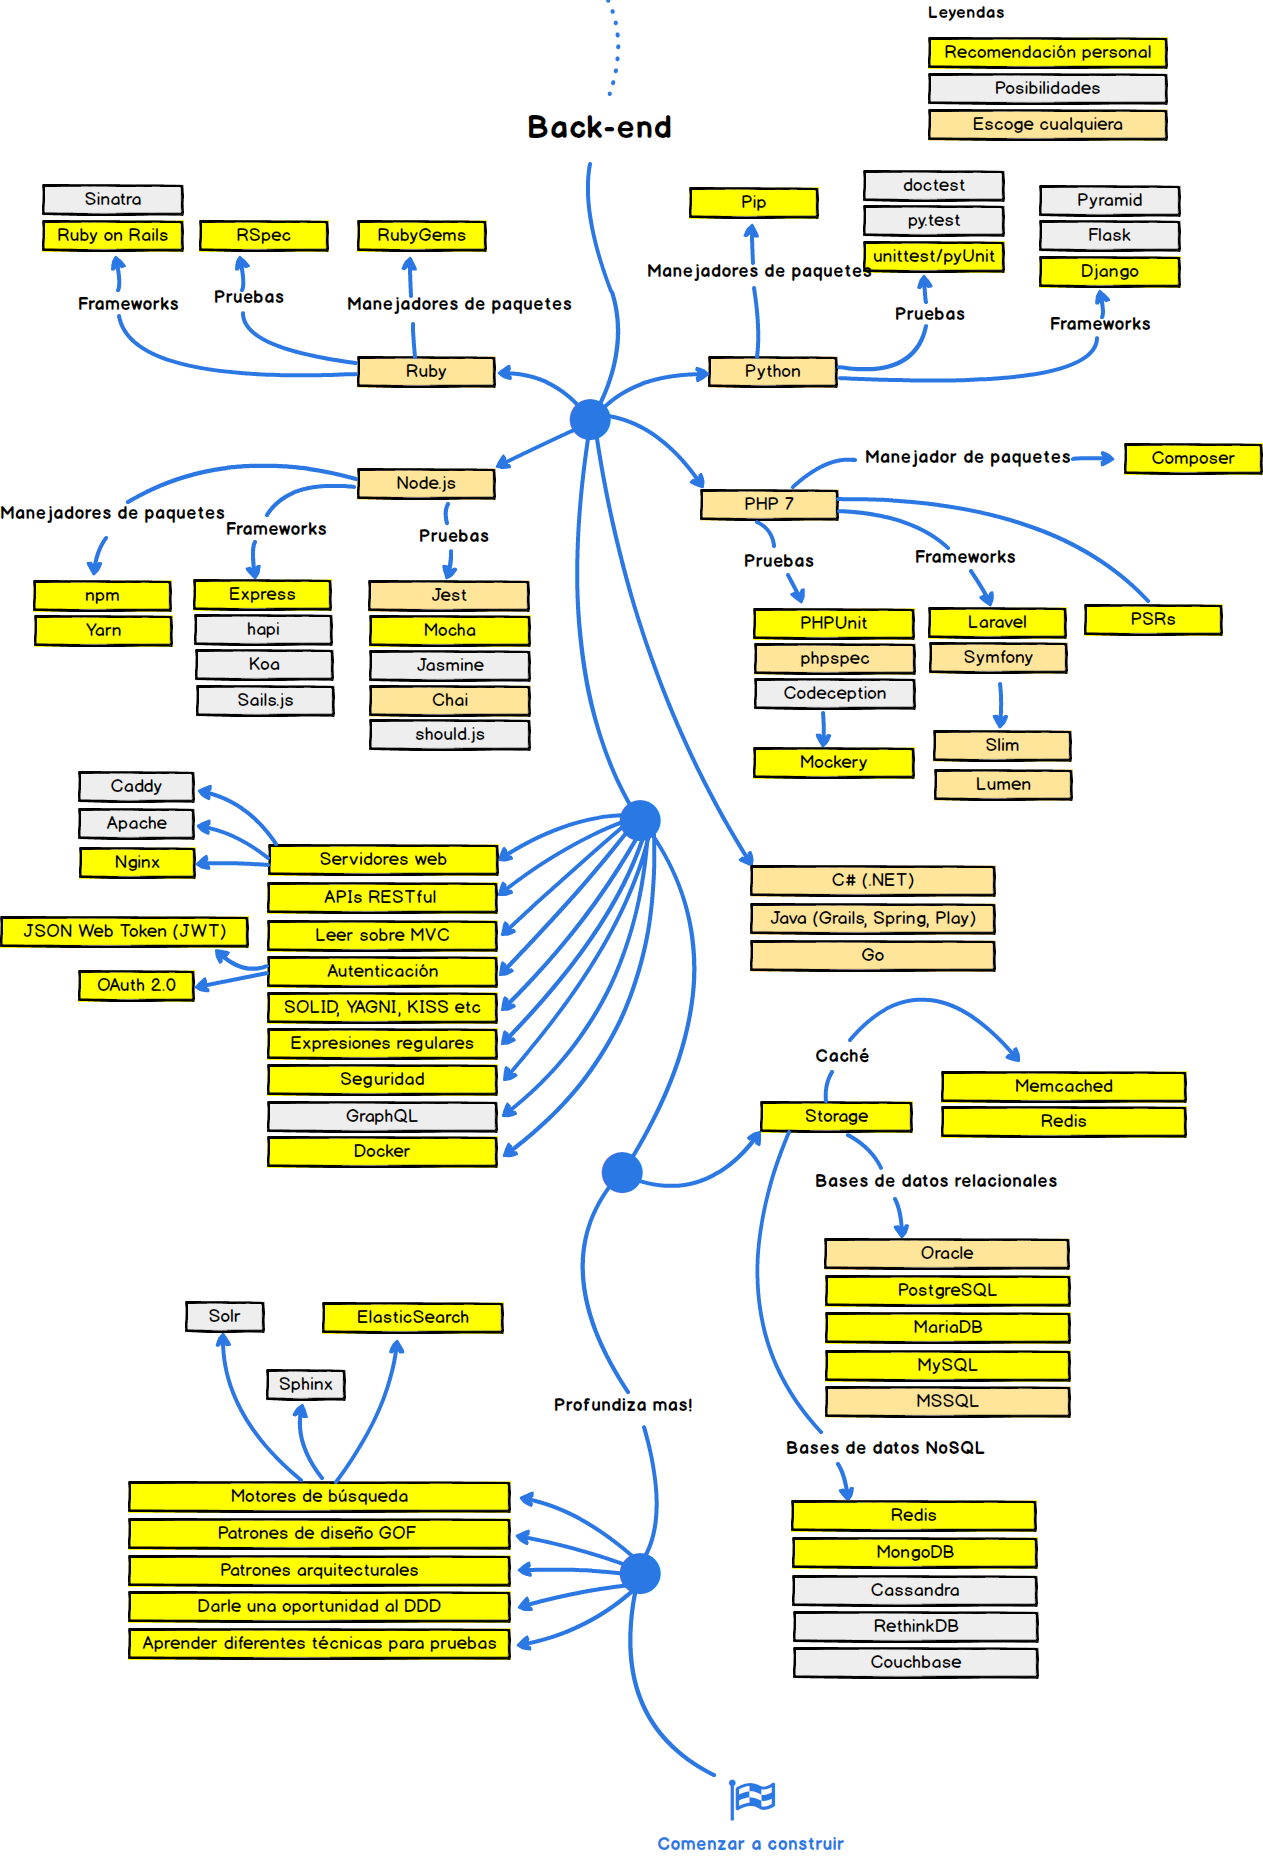 Leyendas
Recomendación personal
Posibilidades
Escoge cualquiera
Back-end
Sinatra
Ruby on Rails
RSpec
RubyGems
Frameworks
Pruebas
Manejadores de paquetes
Ruby
Pip
doctest
py.test
unittest/pyUnit
Pyramid
Flask
Django
Manejadores de paquetes
Pruebas
Frameworks
Python
Node.js
Manejadores de paquetes
Frameworks
Pruebas
npm
Yarn
Express
hapi
Koa
Sails.js
Jest
Mocha
Jasmine
Chai
should.js
Manejador de paquetes
Composer
PHP 7
Pruebas
Frameworks
PHPUnit
phpspec
Codeception
Mockery
Laravel
Symfony
Slim
Lumen
PSRs
Caddy
Apache
Nginx
Servidores web
APIs RESTful
Leer sobre MVC
JSON Web Token (JWT)
OAuth 2.0
Autenticación
SOLID, YAGNI, KISS etc
Expresiones regulares
Seguridad
GraphQL
Docker
C# (.NET)
Java (Grails, Spring, Play)
Go
Caché
Memcached
Redis
Storage
Bases de datos relacionales
Oracle
PostgreSQL
MariaDB
MySQL
MSSQL
Bases de datos NoSQL
Redis
MongoDB
Cassandra
RethinkDB
Couchbase
Profundiza mas!
Solr
ElasticSearch
Sphinx
Motores de búsqueda
Patrones de diseño GOF
Patrones arquitecturales
Darle una oportunidad al DDD
Aprender diferentes técnicas para pruebas
Comenzar a construir